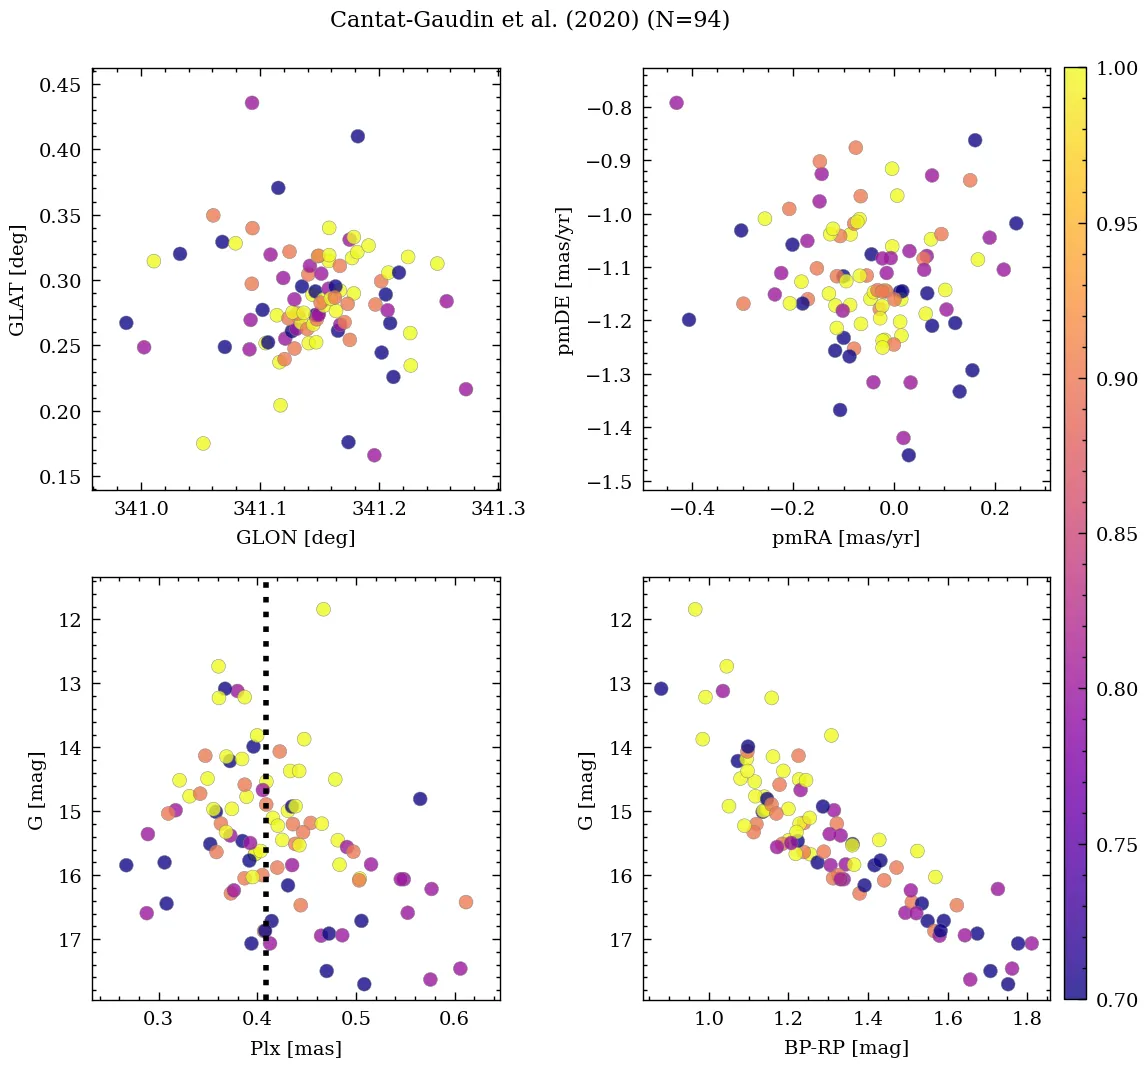 Cantat-Gaudin et al. (2020) (N=94)
0.45
0.40
0.35
0.30
0.25
0.20
0.15
GLAT [deg]
341.0 341.1 341.2 341.3
GLON [deg]
−0.8
−0.9
−1.0
−1.1
−1.2
−1.3
−1.4
−1.5
pmDE [mas/yr]
−0.4 −0.2 0.0 0.2
pmRA [mas/yr]
1.00
0.95
0.90
0.85
0.80
0.75
0.70
12
13
14
15
16
17
G [mag]
0.3 0.4 0.5 0.6
Plx [mas]
12
13
14
15
16
17
G [mag]
1.0 1.2 1.4 1.6 1.8
BP-RP [mag]